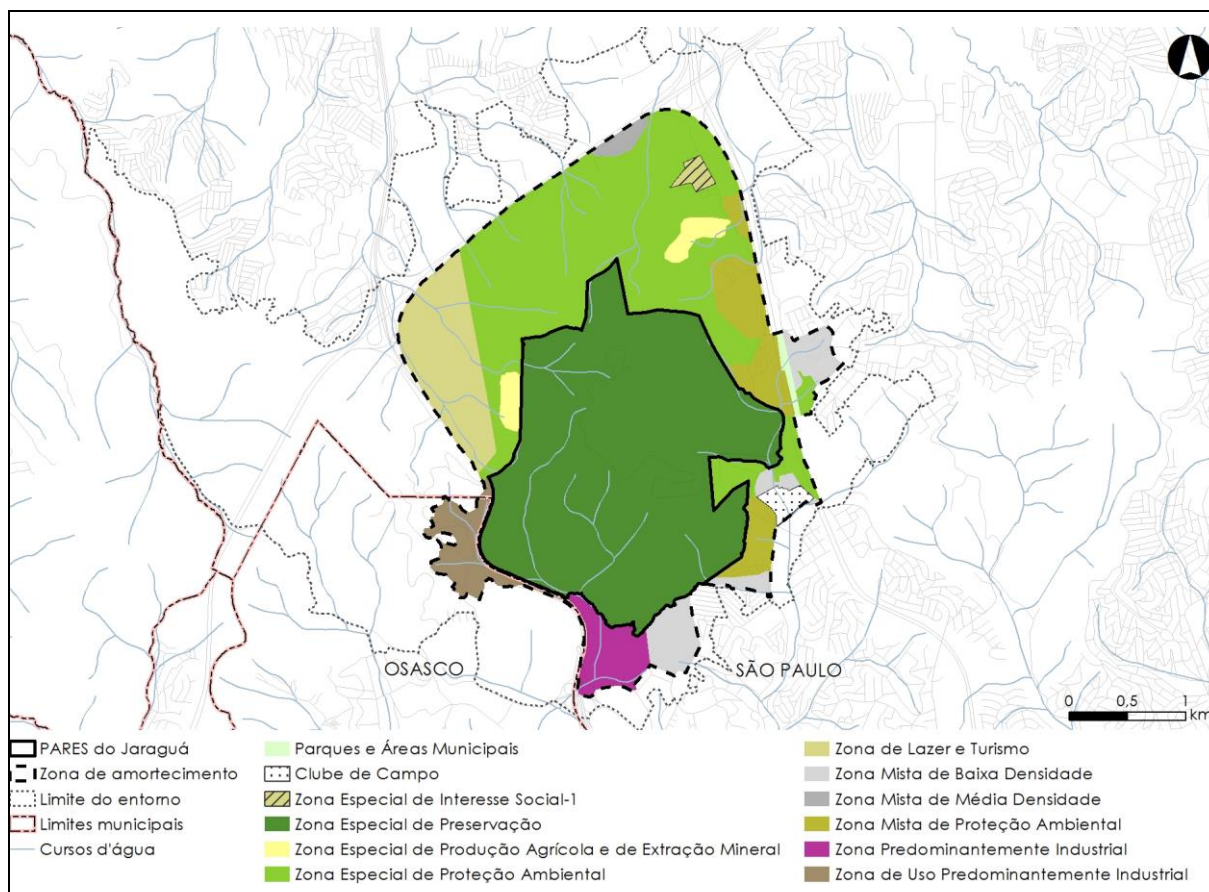 OSASCO
SÃO PAULO
0 0,5 1
km
PARES do Jaraguá
Zona de amortecimento
Limite do entorno
Limites municipais
Cursos d'água
Parques e Áreas Municipais
Clube de Campo
Zona Especial de Interesse Social-1
Zona Especial de Preservação
Zona Especial de Produção Agrícola e de Extração Mineral
Zona Especial de Proteção Ambiental
Zona de Lazer e Turismo
Zona Mista de Baixa Densidade
Zona Mista de Média Densidade
Zona Mista de Proteção Ambiental
Zona Predominantemente Industrial
Zona de Uso Predominantemente Industrial